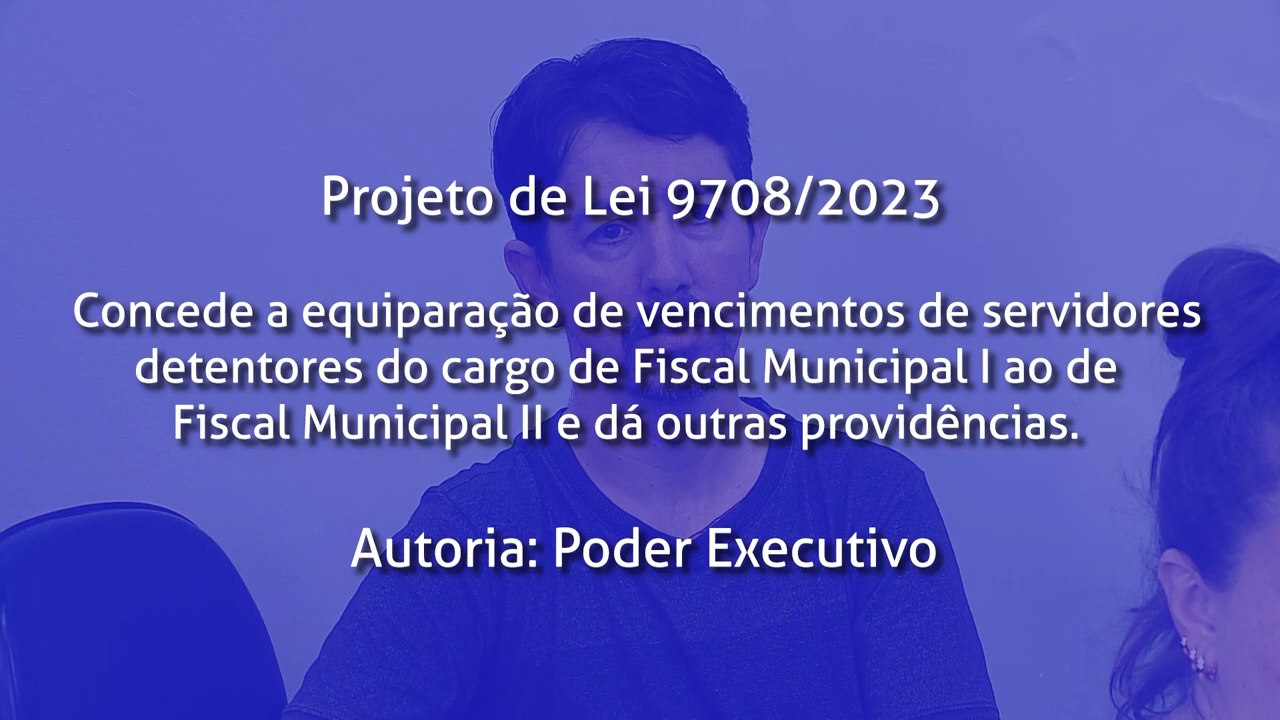 Projeto de Lei 9708/2023
Concede a equiparação de vencimentos de servidores
detentores do cargo de Fiscal Municipal I ao de
Fiscal Municipal II e dá outras providências.
Autoria: Poder Executivo